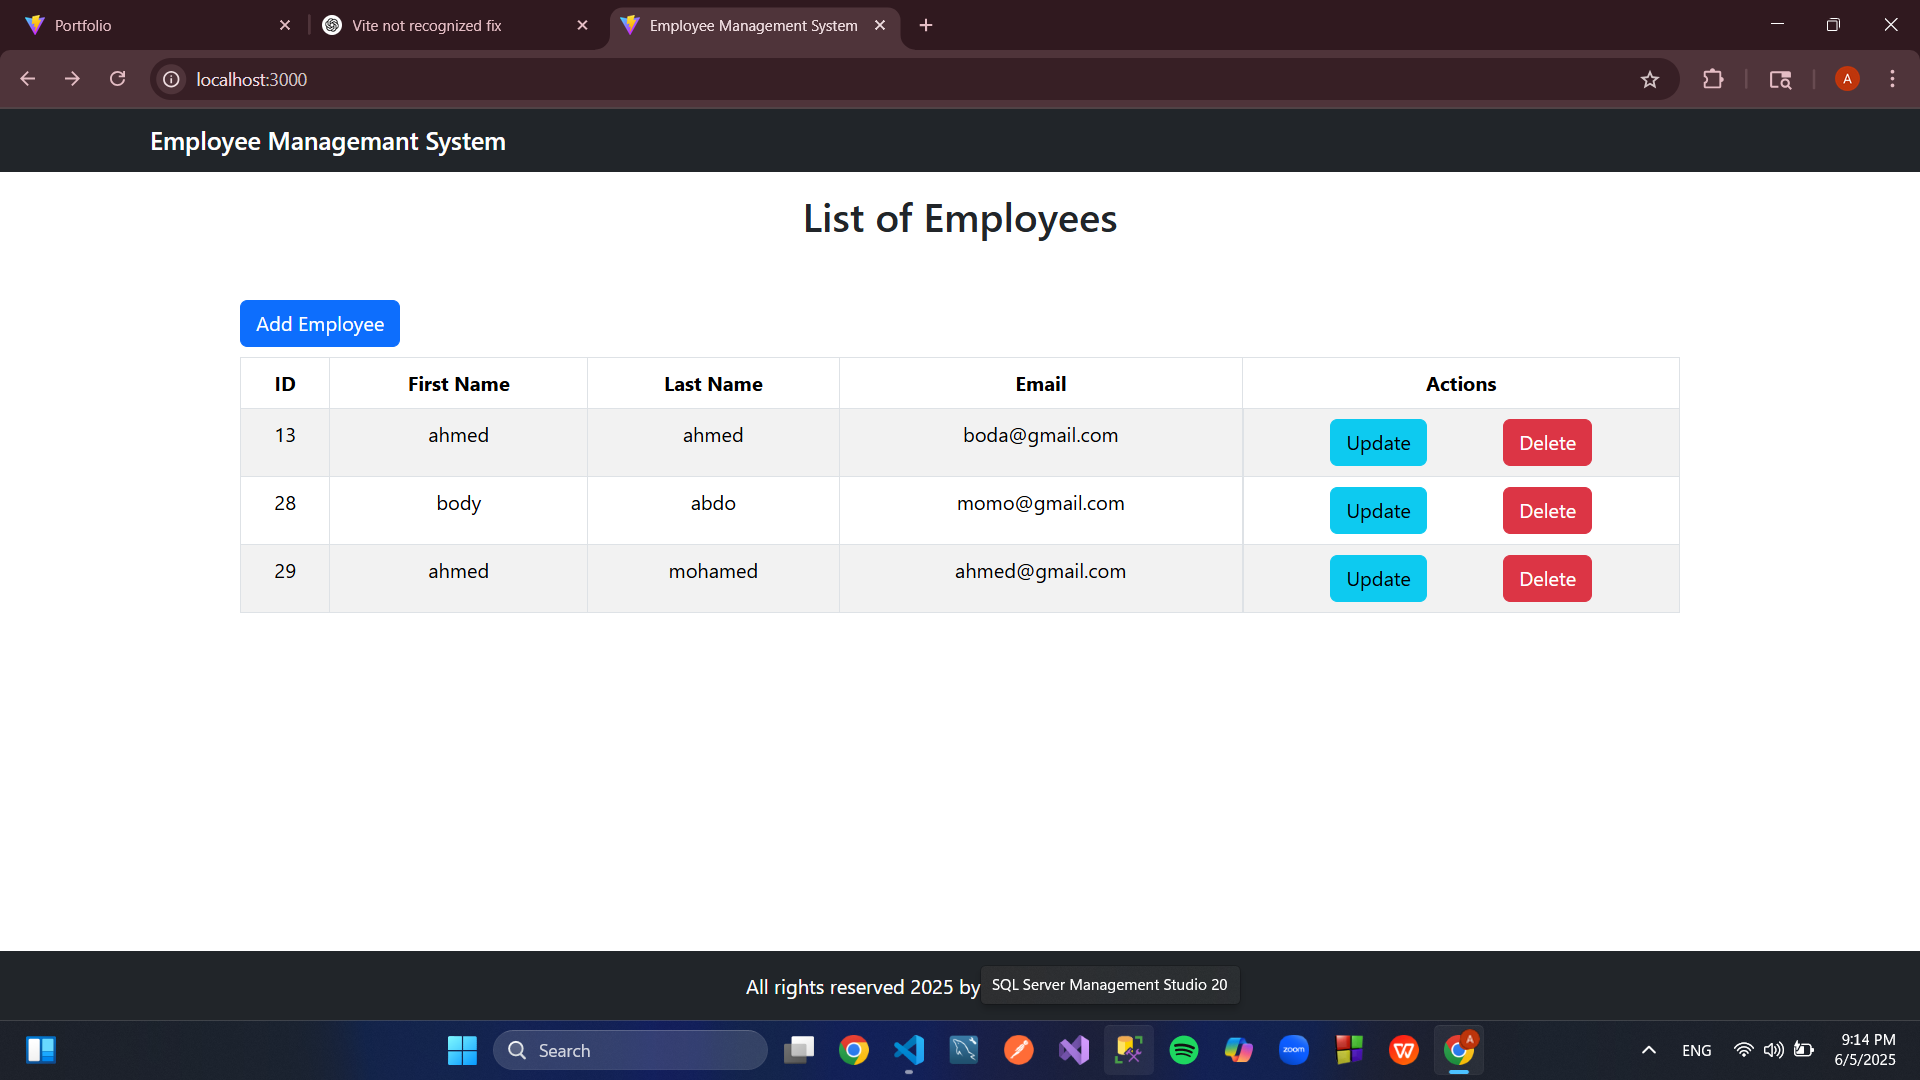 Portfolio
Vite not recognized fix
Employee Management System
localhost:3000
A
Employee Managemant System
List of Employees
Add Employee
ID First Name Last Name Email Actions
13 ahmed ahmed boda@gmail.com Update Delete
28 body abdo momo@gmail.com Update Delete
29 ahmed mohamed ahmed@gmail.com Update Delete
All rights reserved 2025 by
SQL Server Management Studio 20
Search
zoom
W
A
ENG
9:14 PM
6/5/2025